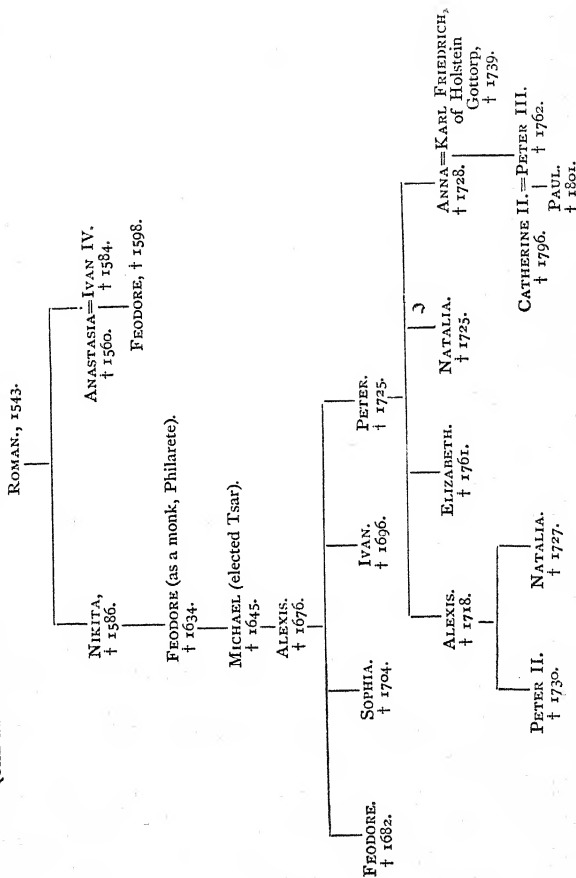 ROMAN., 1543.
NIKITA,
† 1586.
ANASTASIA=IVAN IV.
† 1560. † 1584.
FEODORE, † 1598.
FEODORE (as a monk, Philarete).
† 1634.
MICHAEL (elected Tsar).
† 1645.
ALEXIS.
† 1676.
FEODORE.
† 1682.
SOPHIA.
† 1704.
IVAN.
† 1696.
PETER.
† 1725.
ALEXIS.
† 1718.
ELIZABETH.
† 1761.
NATALIA.
† 1725.
ANNA=KARL FRIEDRICH,
† 1728. of Holstein
Gottorp,
† 1739.
PETER II.
† 1730.
NATALIA.
† 1727.
CATHERINE II.=PETER III.
† 1796. † 1762.
PAUL.
† 1801.